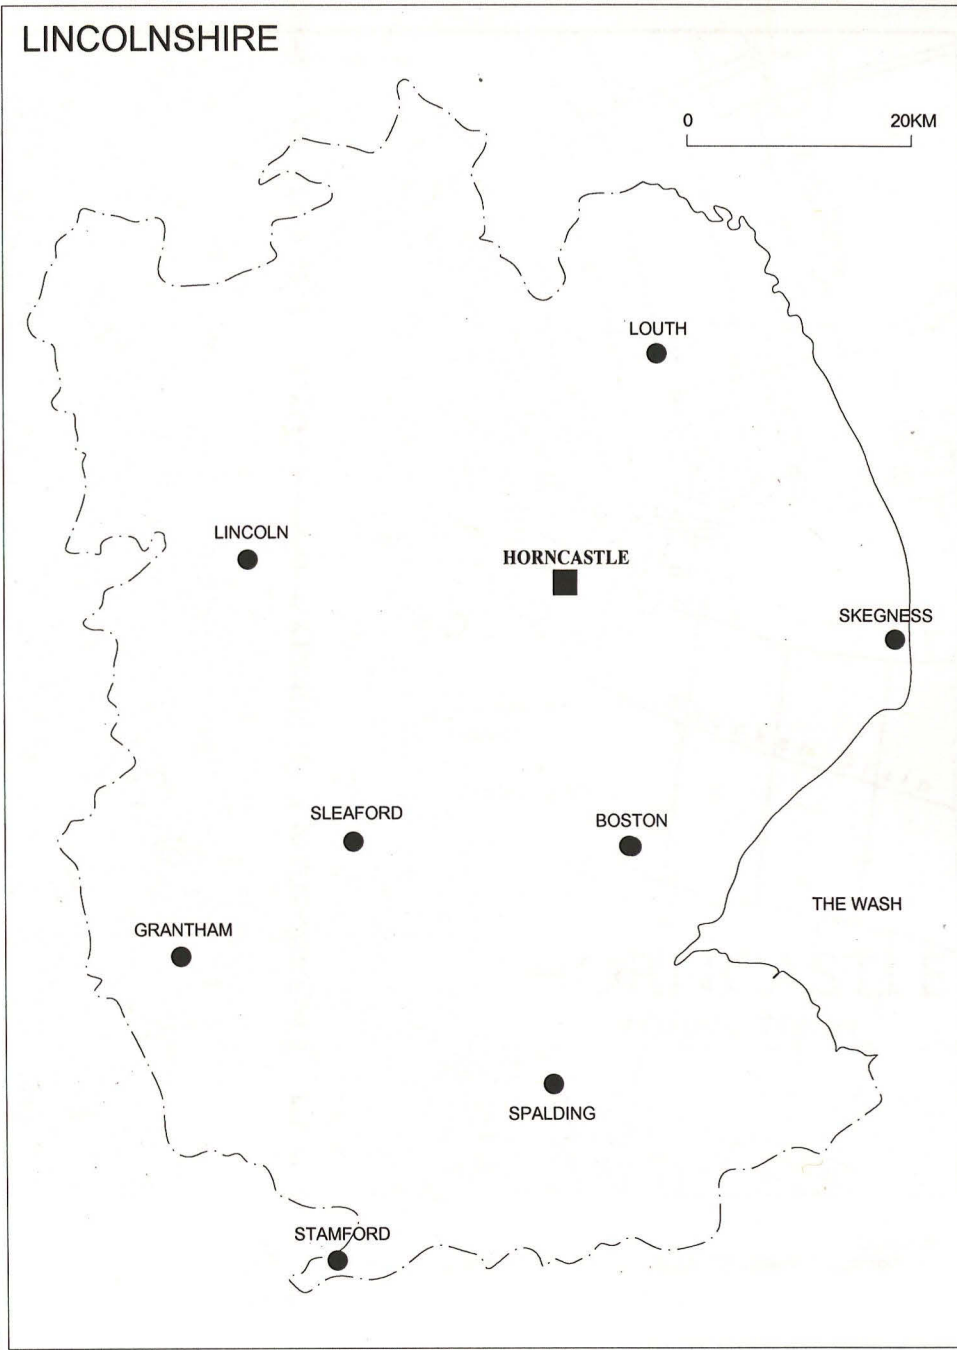 LINCOLNSHIRE
0 20KM
LOUTH
LINCOLN
HORNCASTLE
SKEGNESS
SLEAFORD
BOSTON
THE WASH
GRANTHAM
SPALDING
STAMFORD